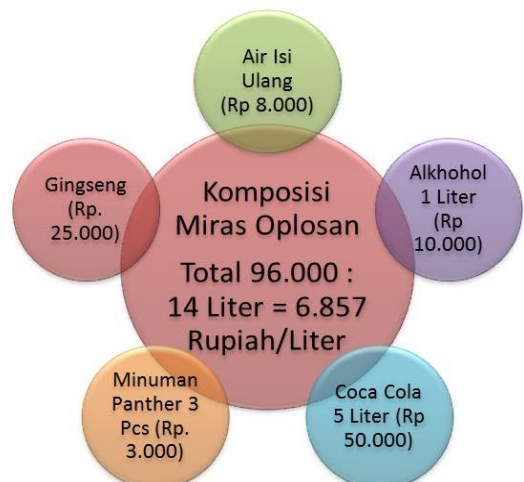 Air Isi
Ulang
(Rp 8.000)
Gingseng
(Rp.
25.000)
Komposisi
Miras Oplosan
Total 96.000 :
14 Liter = 6.857
Rupiah/Liter
Alkhohol
1 Liter
(Rp
10.000)
Minuman
Panther 3
Pcs (Rp.
3.000)
Coca Cola
5 Liter (Rp
50.000)